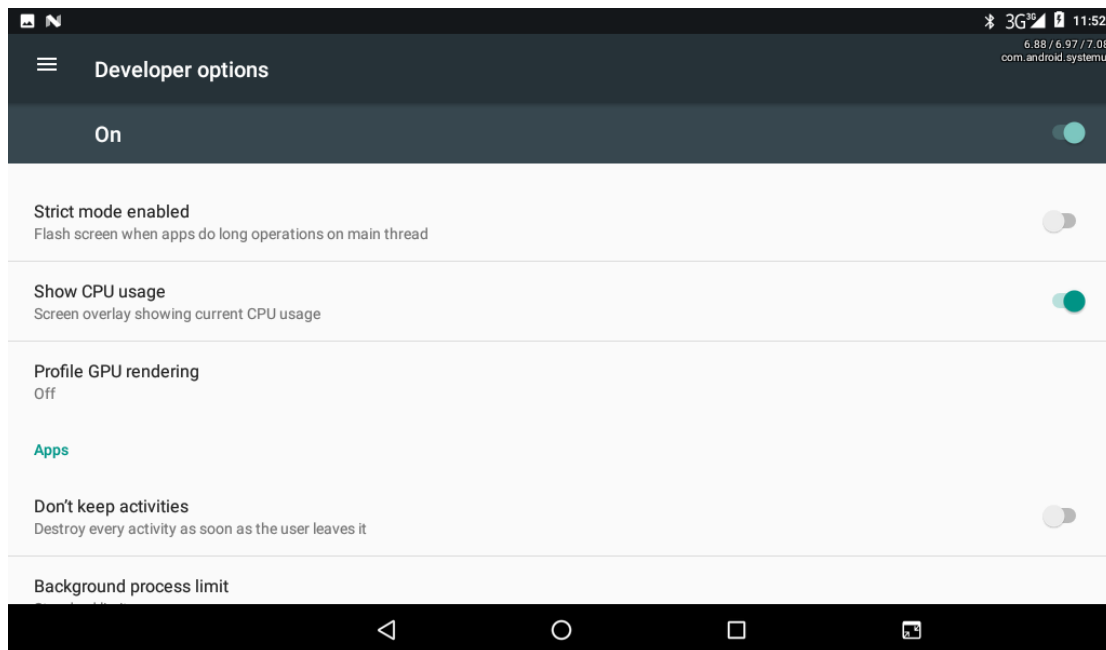 3G 3G 11:52
6.88 / 6.97 / 7.08
com.android.systemu
Developer options
On
Strict mode enabled
Flash screen when apps do long operations on main thread
Show CPU usage
Screen overlay showing current CPU usage
Profile GPU rendering
Off
Apps
Don't keep activities
Destroy every activity as soon as the user leaves it
Background process limit